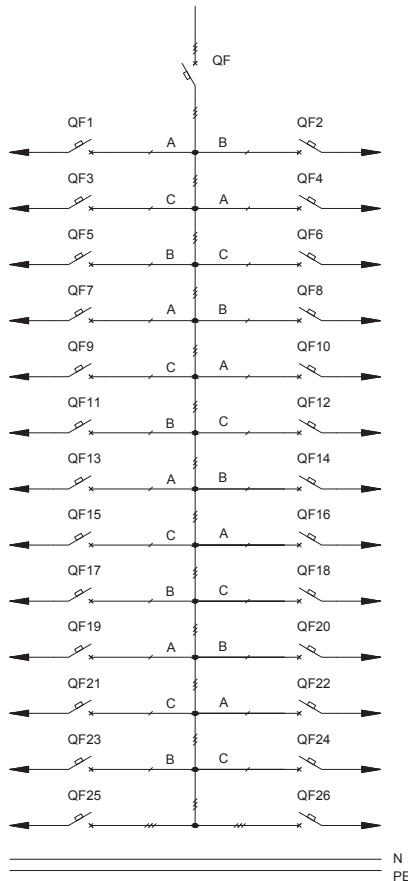 QF
QF1 QF2
A B
QF3 QF4
C A
QF5 QF6
B C
QF7 QF8
A B
QF9 QF10
C A
QF11 QF12
B C
QF13 QF14
A B
QF15 QF16
C A
QF17 QF18
B C
QF19 QF20
A B
QF21 QF22
C A
QF23 QF24
B C
QF25 QF26
N
PE